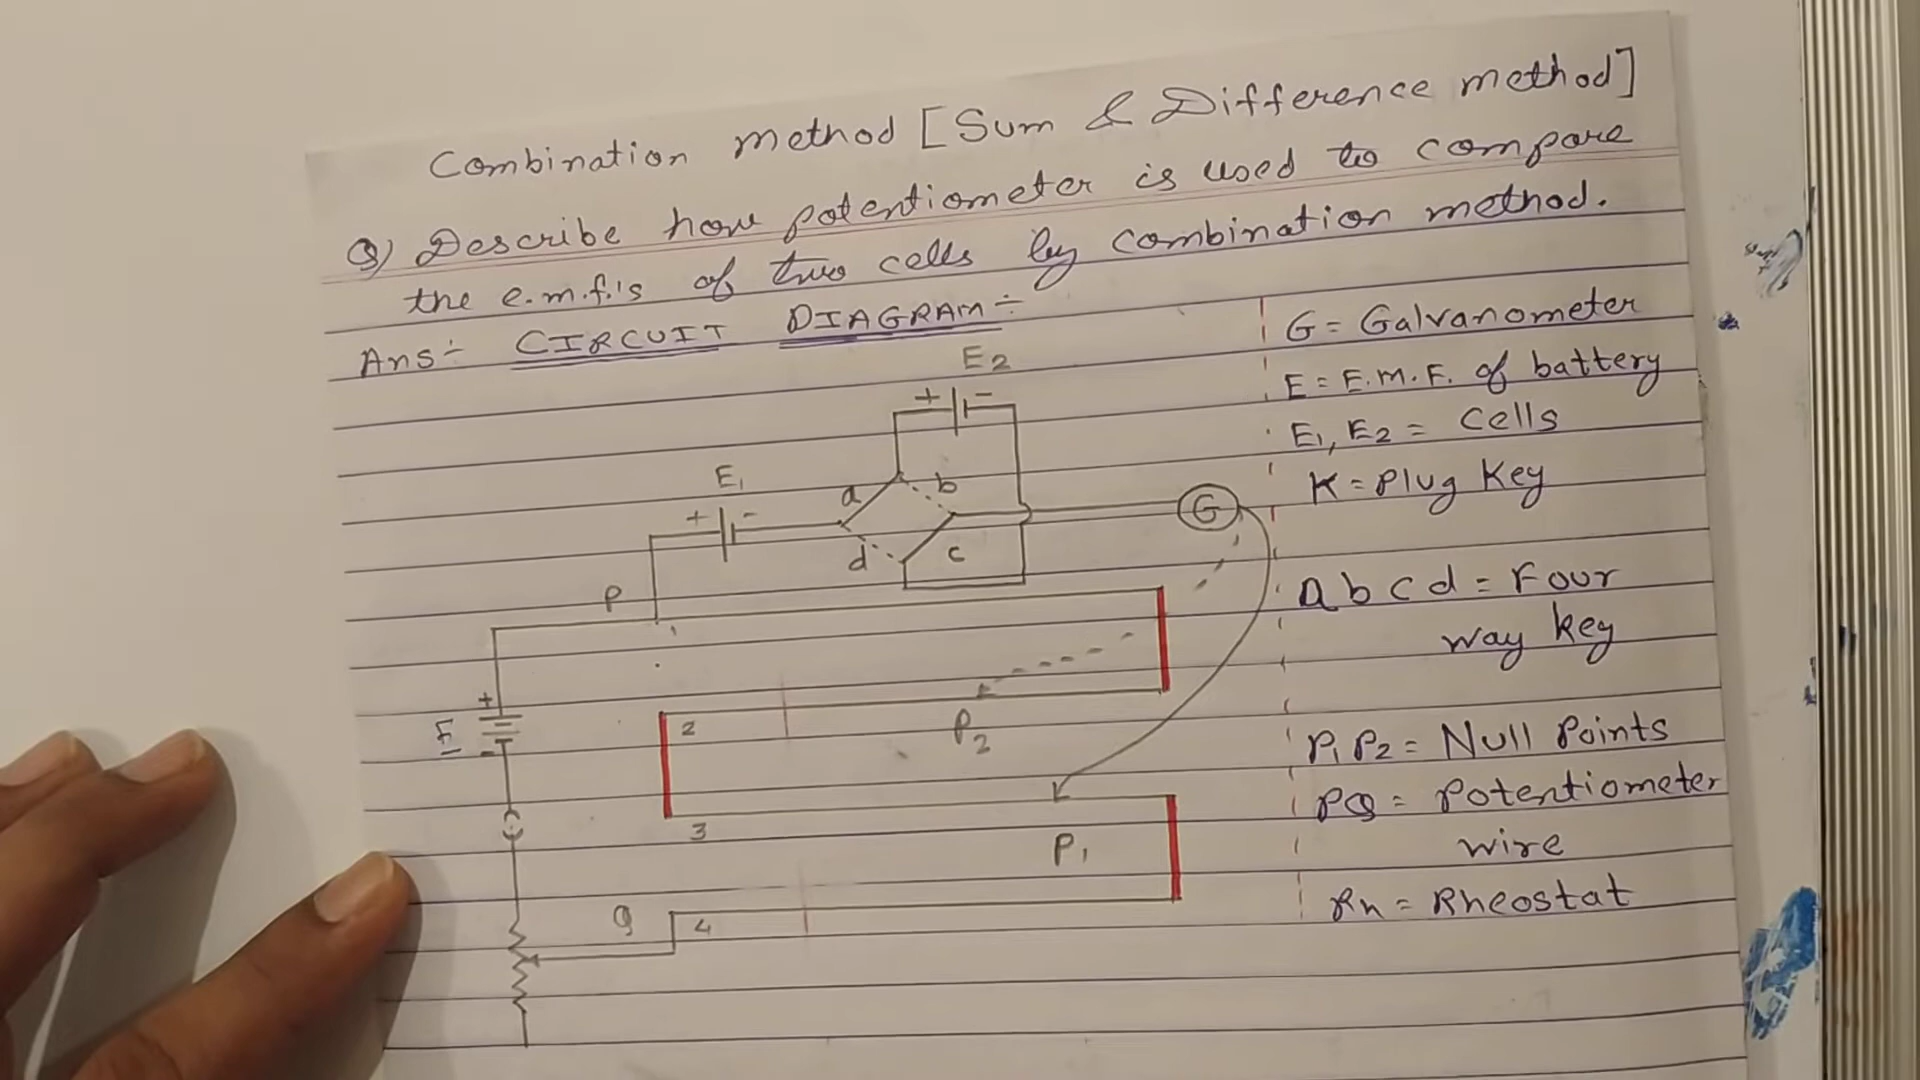 Combination method [Sum & Difference method]
Q) Describe how potentiometer is used to compare
the e.m.f.'s of two cells by combination method.
Ans÷ CIRCUIT DIAGRAM÷
E2
+ -
E1
+ -
a b
d c
G
P
+
E
-
2
P2
3
P1
Q
4
G = Galvanometer
E = E.M.F. of battery
E1, E2 = Cells
K = Plug Key
a b c d = Four
way key
P1 P2 = Null Points
PQ = Potentiometer
wire
Rh = Rheostat